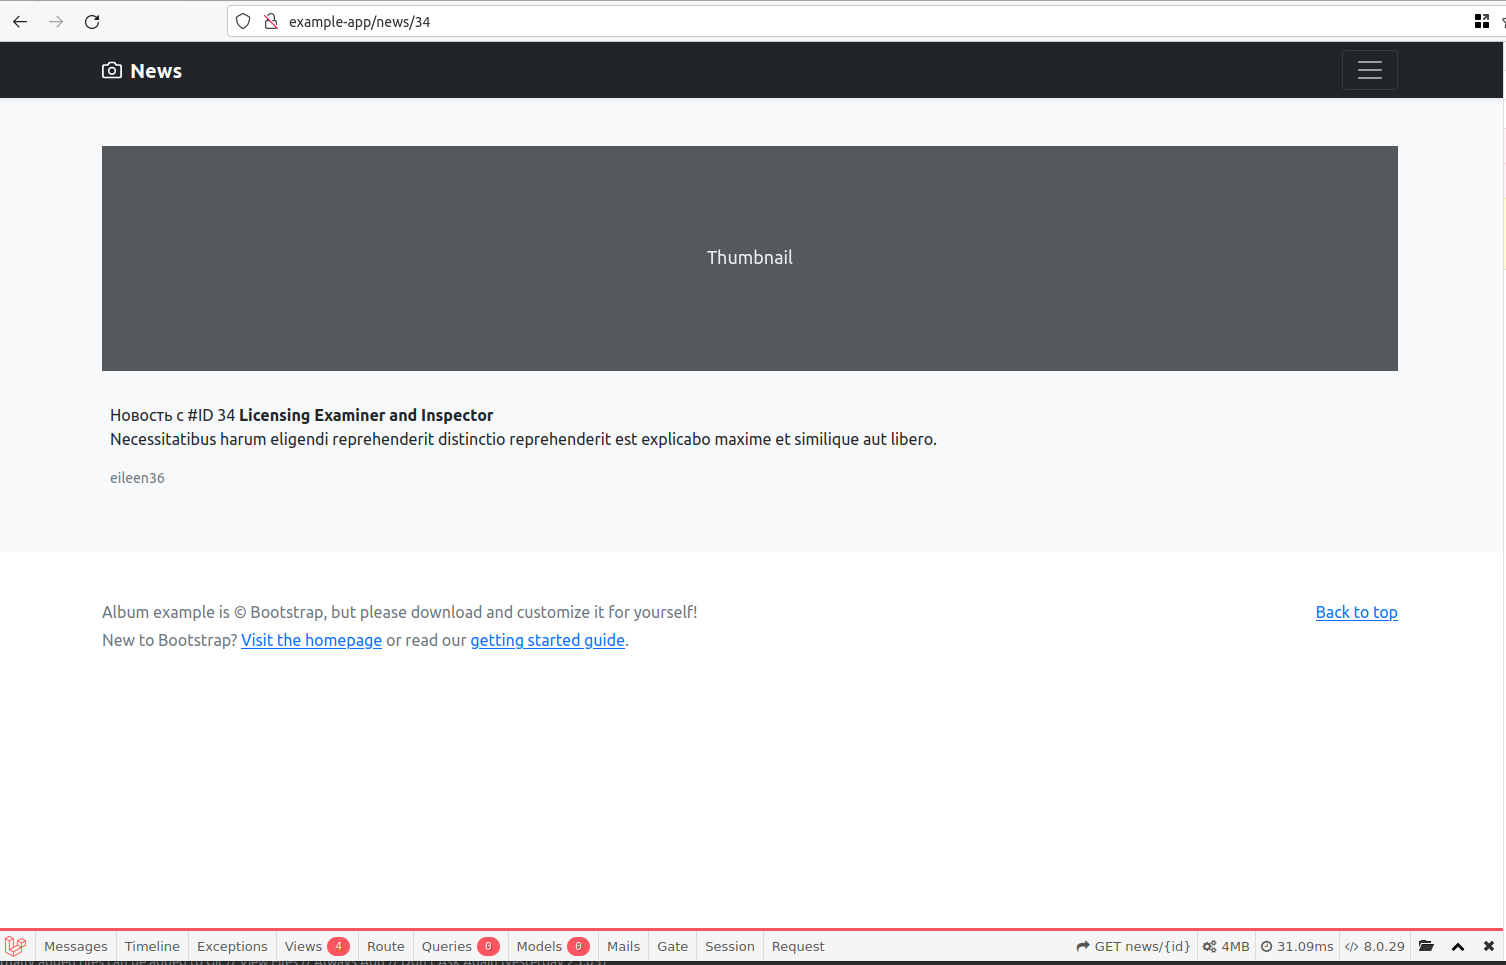 example-app/news/34
News
Thumbnail
Новость с #ID 34 Licensing Examiner and Inspector
Necessitatibus harum eligendi reprehenderit distinctio reprehenderit est explicabo maxime et similique aut libero.
eileen36
Album example is © Bootstrap, but please download and customize it for yourself! Back to top
New to Bootstrap? Visit the homepage or read our getting started guide.
Messages Timeline Exceptions Views 4 Route Queries 0 Models 0 Mails Gate Session Request GET news/{id} 4MB 31.09ms 8.0.29